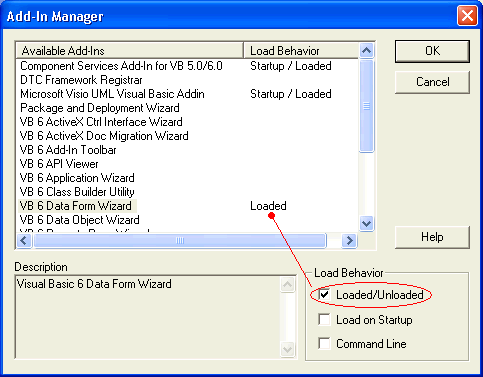 Add-In Manager
Available Add-Ins Load Behavior
Component Services Add-In for VB 5.0/6.0 Startup / Loaded
DTC Framework Registrar
Microsoft Visio UML Visual Basic Addin Startup / Loaded
Package and Deployment Wizard
VB 6 ActiveX Ctrl Interface Wizard
VB 6 ActiveX Doc Migration Wizard
VB 6 Add-In Toolbar
VB 6 API Viewer
VB 6 Application Wizard
VB 6 Class Builder Utility
VB 6 Data Form Wizard Loaded
VB 6 Data Object Wizard
OK
Cancel
Help
Description
Visual Basic 6 Data Form Wizard
Load Behavior
Loaded/Unloaded
Load on Startup
Command Line